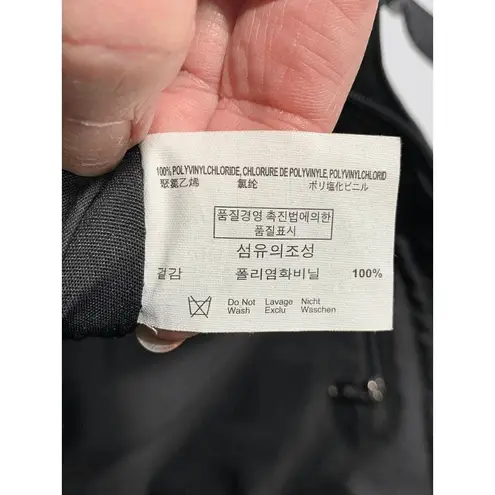 100% POLYVINYLCHLORIDE, CHLORURE DE POLYVINYLE, POLYVINYLCHLORID
聚氯乙烯 氯纶 ポリ塩化ビニル
품질경영 촉진법에의한
품질표시
섬유의조성
겉감 폴리염화비닐 100%
Do Not Lavage Nicht
Wash Exclu Waschen